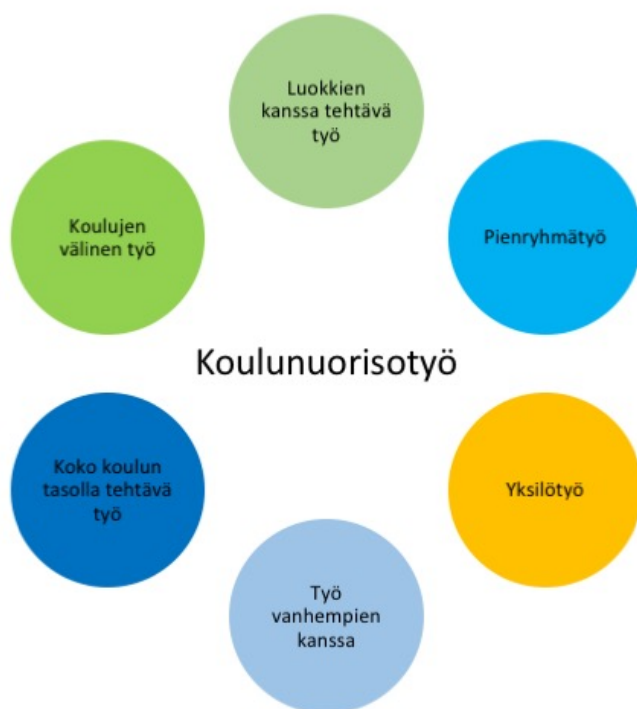 Luokkien
kanssa tehtävä
työ
Pienryhmätyö
Yksilötyö
Työ
vanhempien
kanssa
Koko koulun
tasolla tehtävä
työ
Koulujen
välinen työ
Koulunuorisotyö